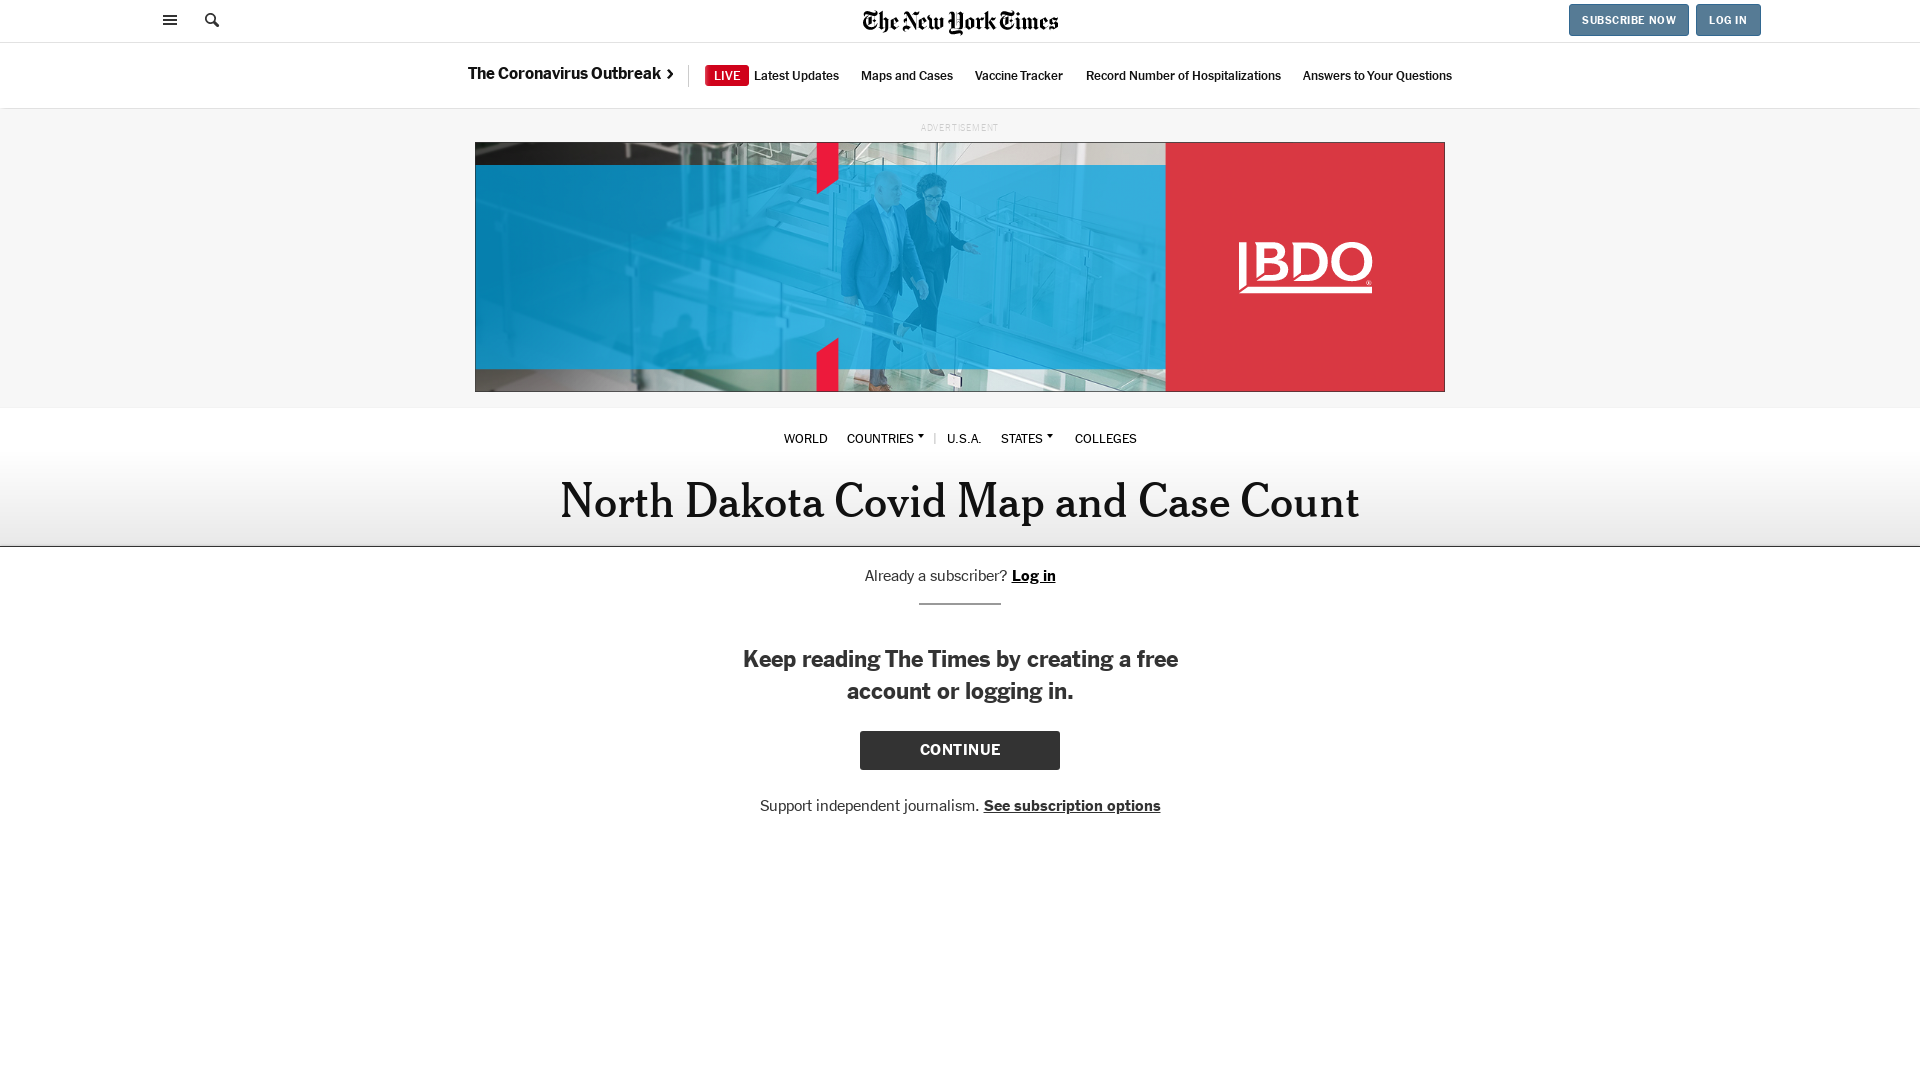 The New York Times
SUBSCRIBE NOW
LOG IN
The Coronavirus Outbreak
LIVE Latest Updates
Maps and Cases
Vaccine Tracker
Record Number of Hospitalizations
Answers to Your Questions
ADVERTISEMENT
BDO®
WORLD
COUNTRIES
U.S.A.
STATES
COLLEGES
North Dakota Covid Map and Case Count
Already a subscriber? Log in
Keep reading The Times by creating a free
account or logging in.
CONTINUE
Support independent journalism. See subscription options